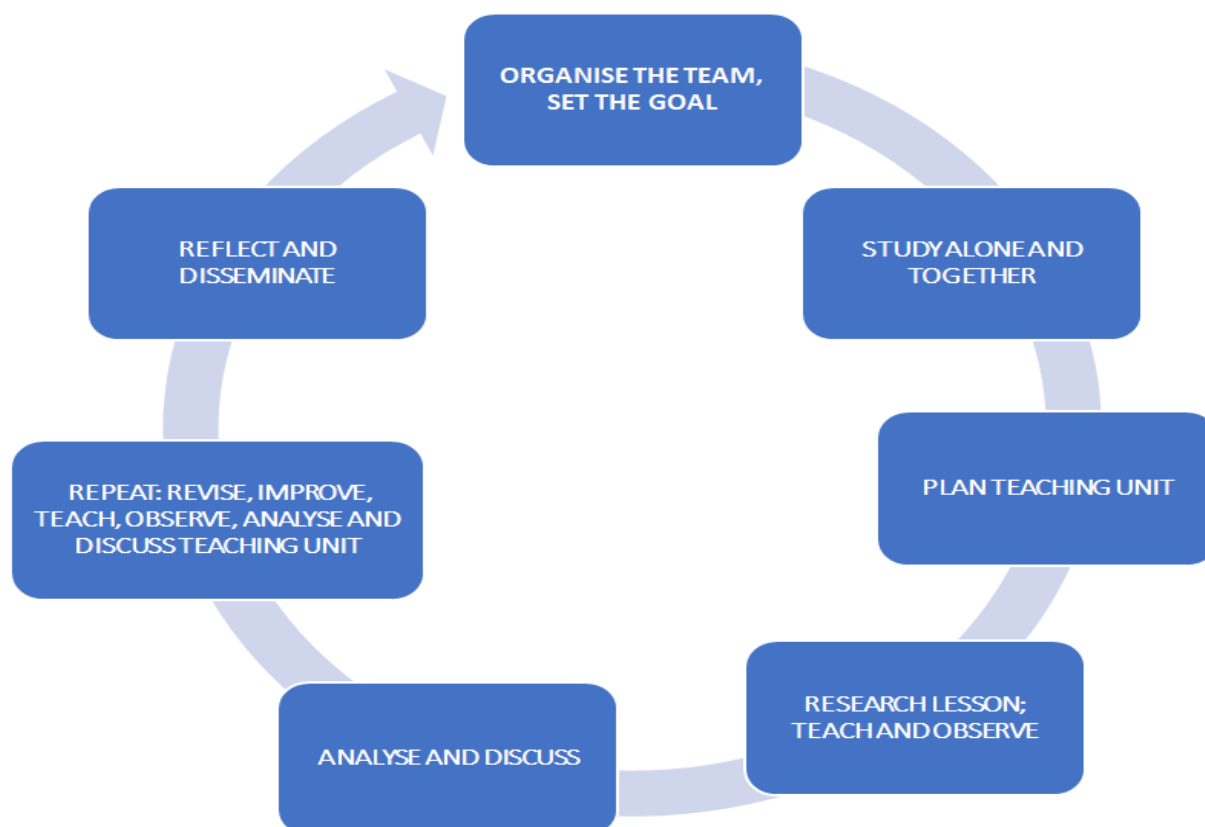 ORGANISE THE TEAM,
SET THE GOAL
STUDY ALONE AND
TOGETHER
PLAN TEACHING UNIT
RESEARCH LESSON;
TEACH AND OBSERVE
ANALYSE AND DISCUSS
REPEAT: REVISE, IMPROVE,
TEACH, OBSERVE, ANALYSE AND
DISCUSS TEACHING UNIT
REFLECT AND
DISSEMINATE